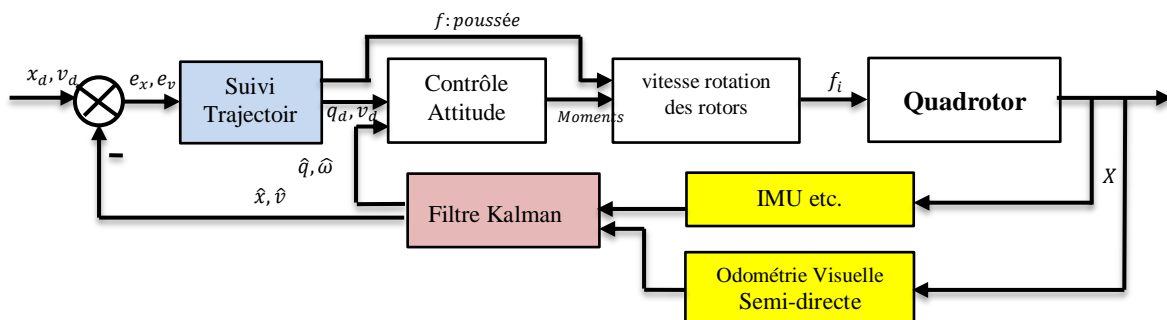 f: poussée
x_d, v_d
e_x, e_v
Suivi
Trajectoir
q_d, v_d
Contrôle
Attitude
Moments
vitesse rotation
des rotors
f_i
Quadrotor
X
q̂, ω̂
x̂, v̂
Filtre Kalman
IMU etc.
Odométrie Visuelle
Semi-directe